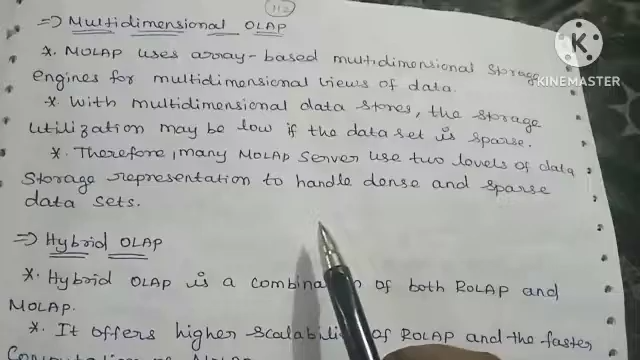 112
=> Multidimensional OLAP
*. MOLAP uses array-based multidimensional storage
engines for multidimensional views of data.
*. With multidimensional data stores, the storage
utilization may be low if the data set is sparse.
*. Therefore, many MOLAP Server use two levels of data
storage representation to handle dense and sparse
data sets.
=> Hybrid OLAP
*. Hybrid OLAP is a combination of both ROLAP and
MOLAP.
*. It offers higher scalability of ROLAP and the faster
K
KINEMASTER